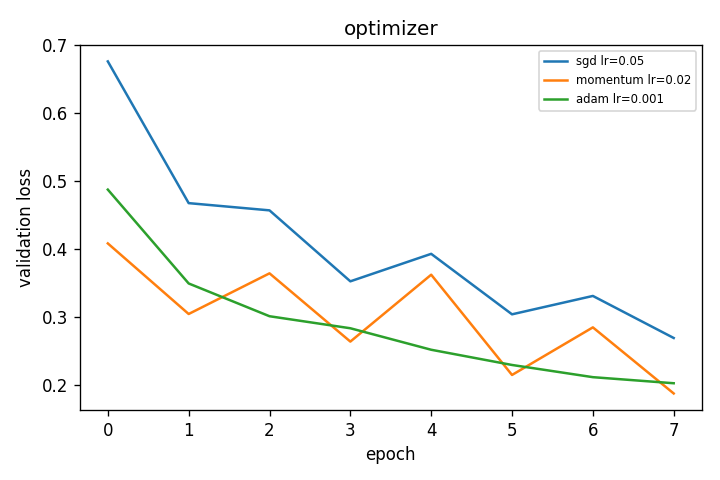 optimizer
sgd lr=0.05
momentum lr=0.02
adam lr=0.001
validation loss
0.7
0.6
0.5
0.4
0.3
0.2
0 1 2 3 4 5 6 7
epoch